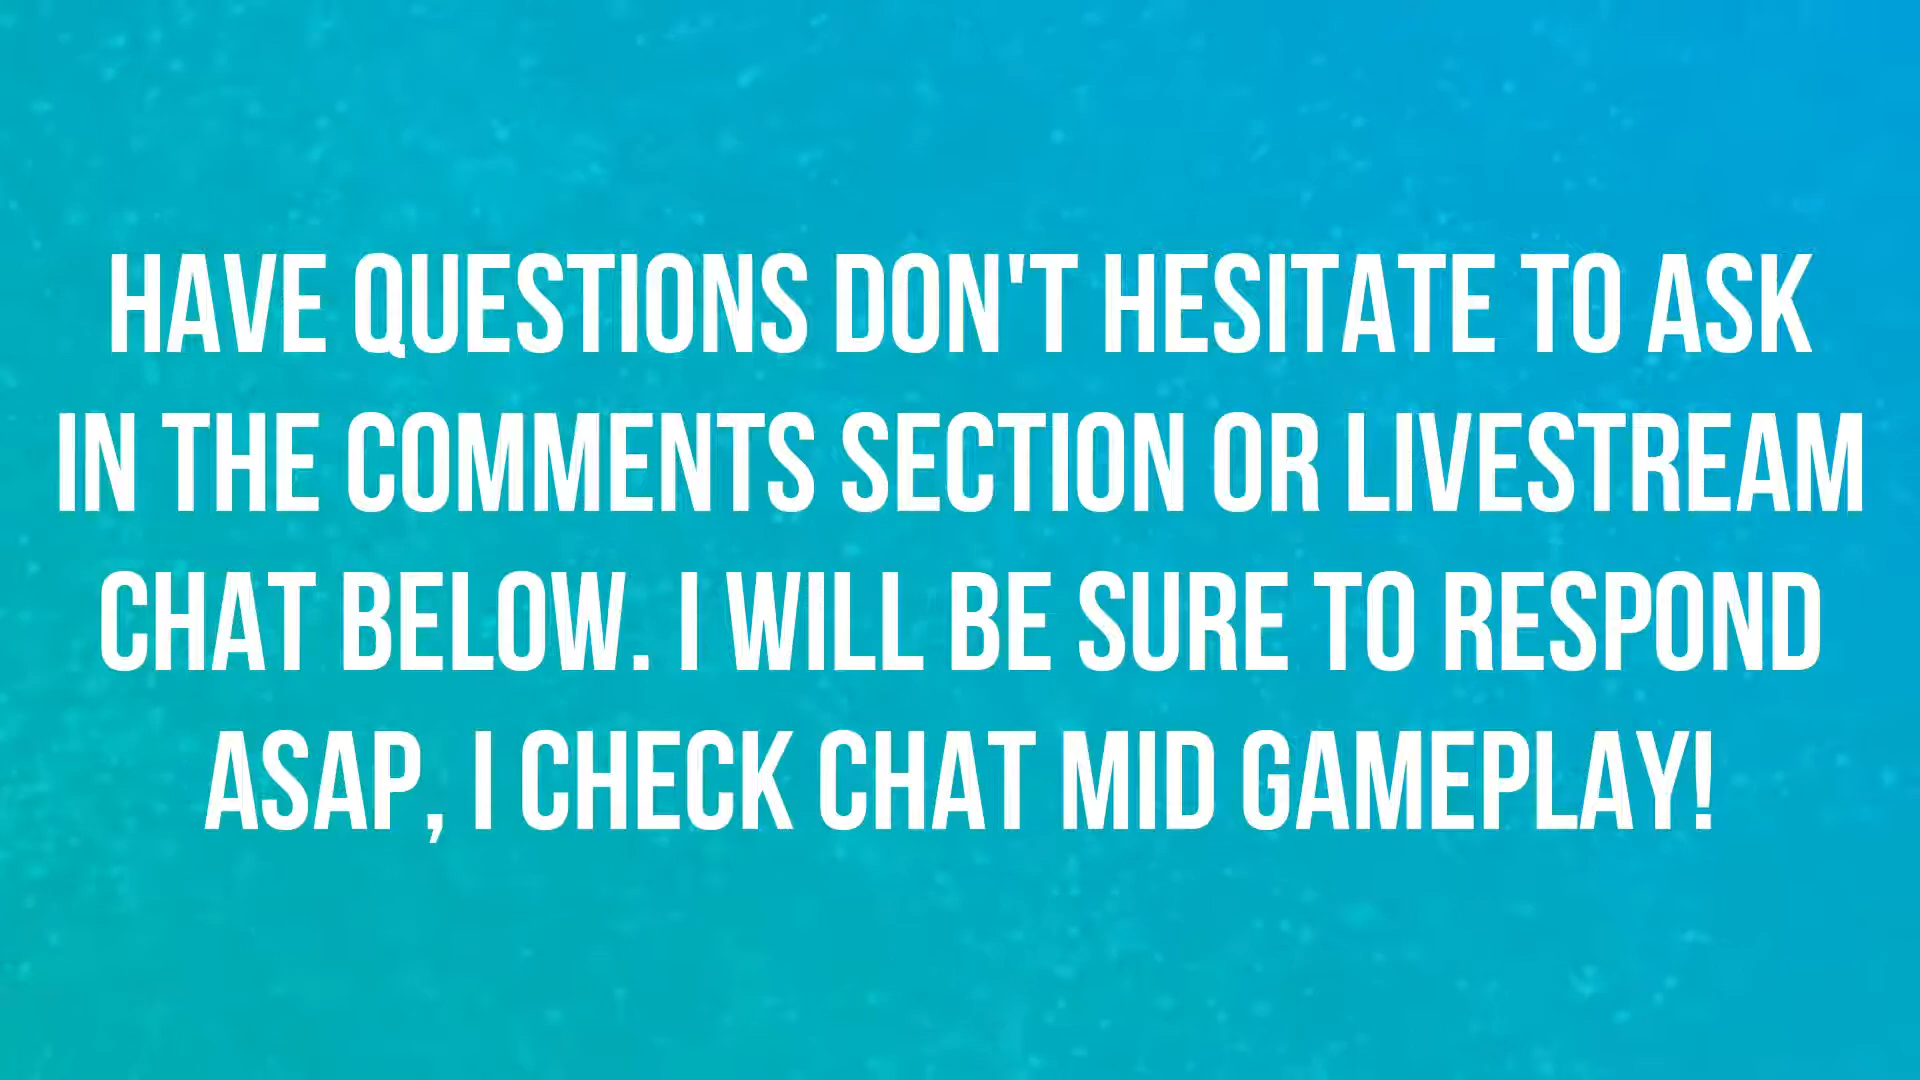 HAVE QUESTIONS DON'T HESITATE TO ASK
IN THE COMMENTS SECTION OR LIVESTREAM
CHAT BELOW. I WILL BE SURE TO RESPOND
ASAP, I CHECK CHAT MID GAMEPLAY!